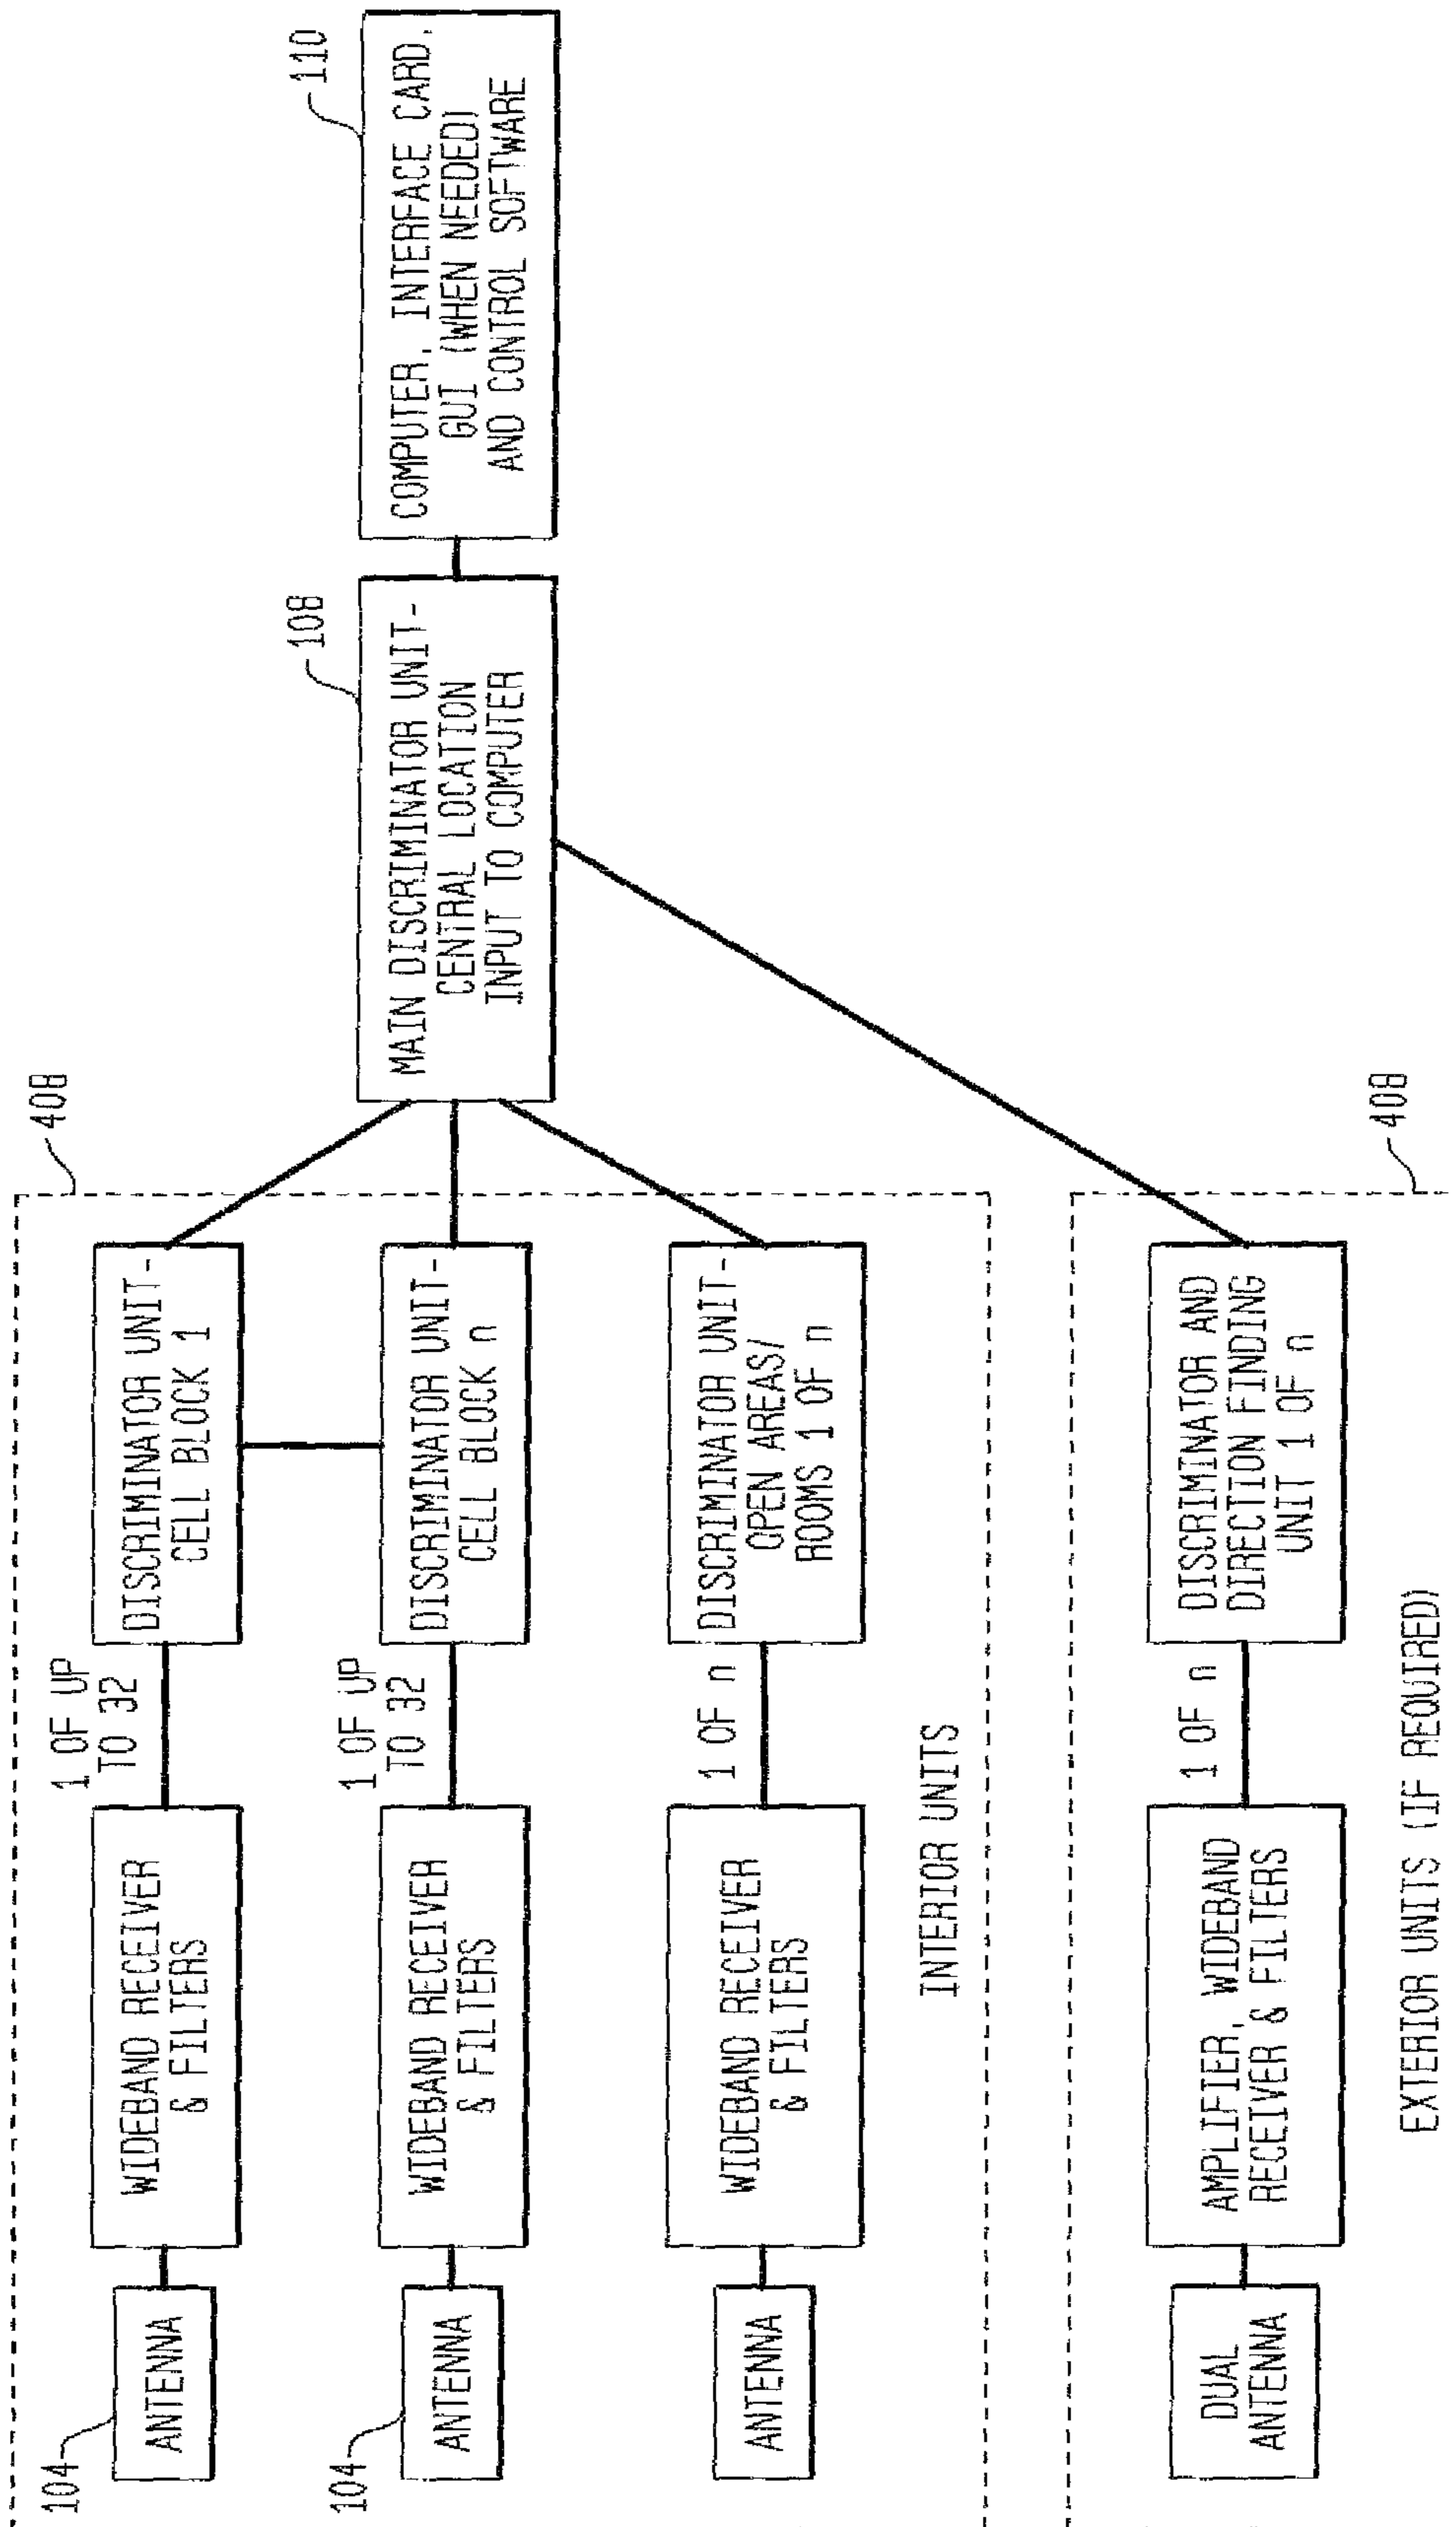 408
104
ANTENNA
WIDEBAND RECEIVER
& FILTERS
1 OF UP
TO 32
DISCRIMINATOR UNIT-
CELL BLOCK 1
104
ANTENNA
WIDEBAND RECEIVER
& FILTERS
1 OF UP
TO 32
DISCRIMINATOR UNIT-
CELL BLOCK n
108
MAIN DISCRIMINATOR UNIT-
CENTRAL LOCATION
INPUT TO COMPUTER
110
COMPUTER, INTERFACE CARD,
GUI (WHEN NEEDED)
AND CONTROL SOFTWARE
ANTENNA
WIDEBAND RECEIVER
& FILTERS
1 OF n
DISCRIMINATOR UNIT-
OPEN AREAS/
ROOMS 1 OF n
INTERIOR UNITS
DUAL
ANTENNA
AMPLIFIER, WIDEBAND
RECEIVER & FILTERS
1 OF n
DISCRIMINATOR AND
DIRECTION FINDING
UNIT 1 OF n
408
EXTERIOR UNITS (IF REQUIRED)